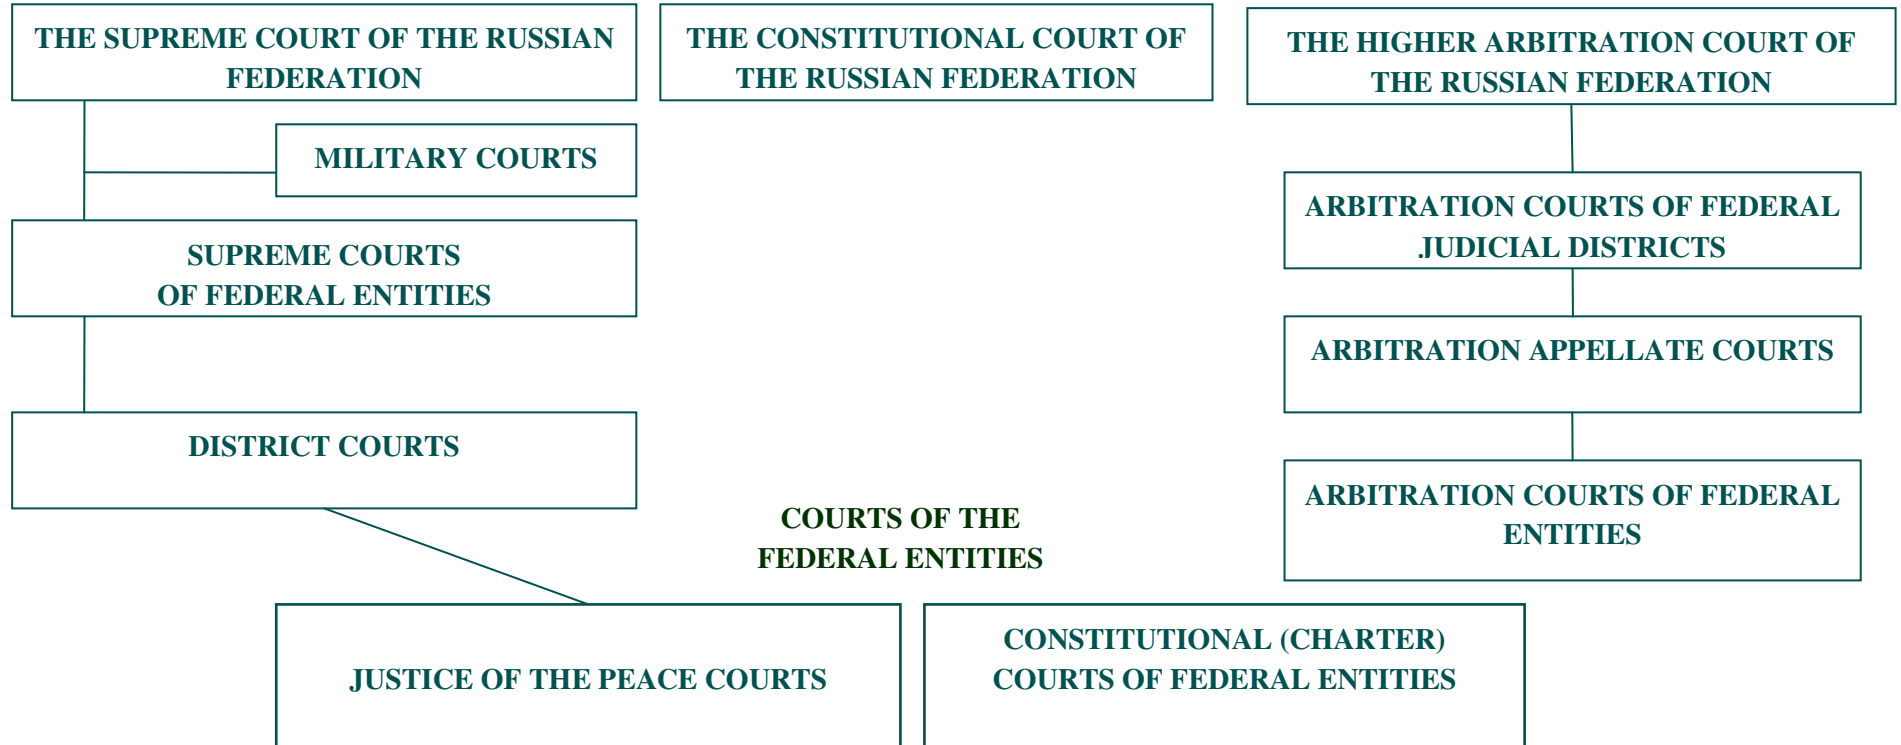 THE SUPREME COURT OF THE RUSSIAN
FEDERATION
THE CONSTITUTIONAL COURT OF
THE RUSSIAN FEDERATION
THE HIGHER ARBITRATION COURT OF
THE RUSSIAN FEDERATION
MILITARY COURTS
ARBITRATION COURTS OF FEDERAL
JUDICIAL DISTRICTS
SUPREME COURTS
OF FEDERAL ENTITIES
ARBITRATION APPELLATE COURTS
DISTRICT COURTS
ARBITRATION COURTS OF FEDERAL
ENTITIES
COURTS OF THE
FEDERAL ENTITIES
JUSTICE OF THE PEACE COURTS
CONSTITUTIONAL (CHARTER)
COURTS OF FEDERAL ENTITIES